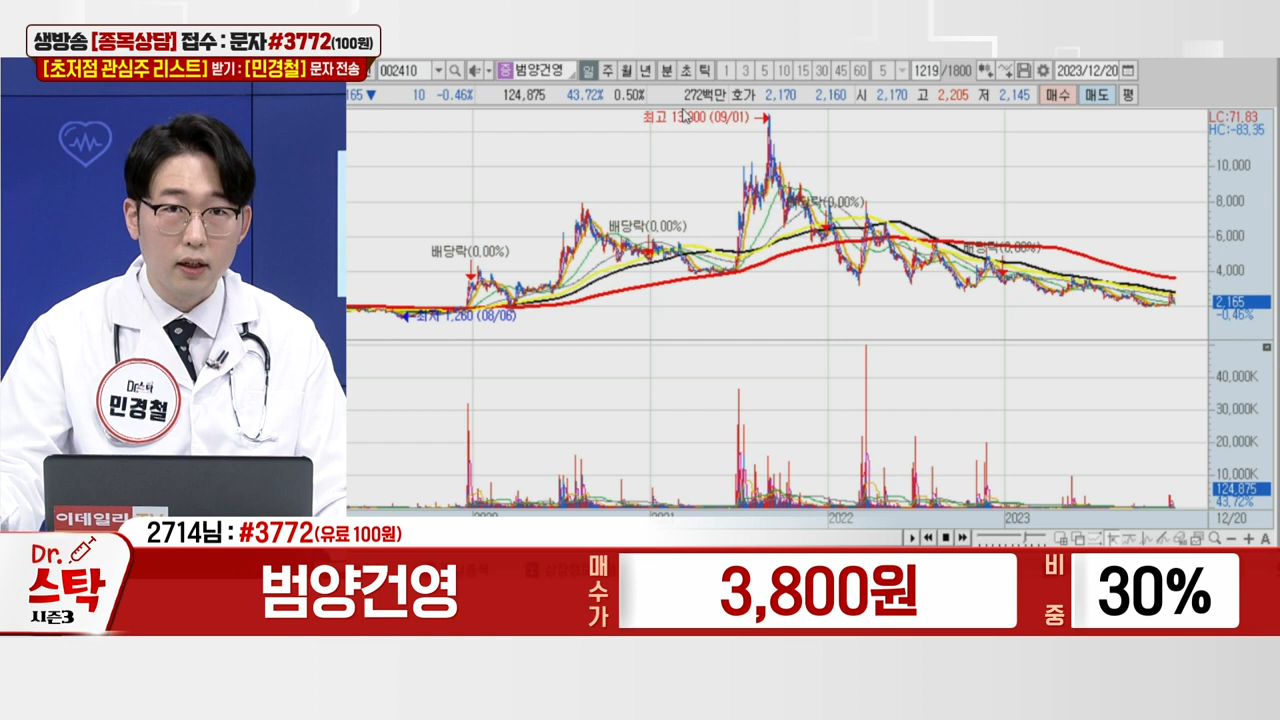 생방송 [종목상담] 접수 : 문자#3772(100원)
[초저점 관심주 리스트] 받기 : [민경철] 문자 전송
002410 증 범양건영 일 주 월 년 분 초 틱 1 3 5 10 15 30 45 60 5 1219 /1800 2023/12/20
165 ▼ 10 -0.46% 124,875 43.72% 0.50% 272백만 호가 2,170 2,160 시 2,170 고 2,205 저 2,145 매수 매도 평
최고 13,300 (09/01)
LC:71.83
HC:-83.35
10,000
8,000
6,000
4,000
2,165
-0.46%
배당락(0.00%)
배당락(0.00%)
배당락(0.00%)
배당락(0.00%)
최저 1,260 (08/06)
40,000K
30,000K
20,000K
10,000K
124,875
43.72%
2020 2021 2022 2023 12/20
Dr.스탁
민경철
이데일리 TV
2714님 : #3772(유료 100원)
Dr.
스탁
시즌3
범양건영
매수가
3,800원
비중
30%